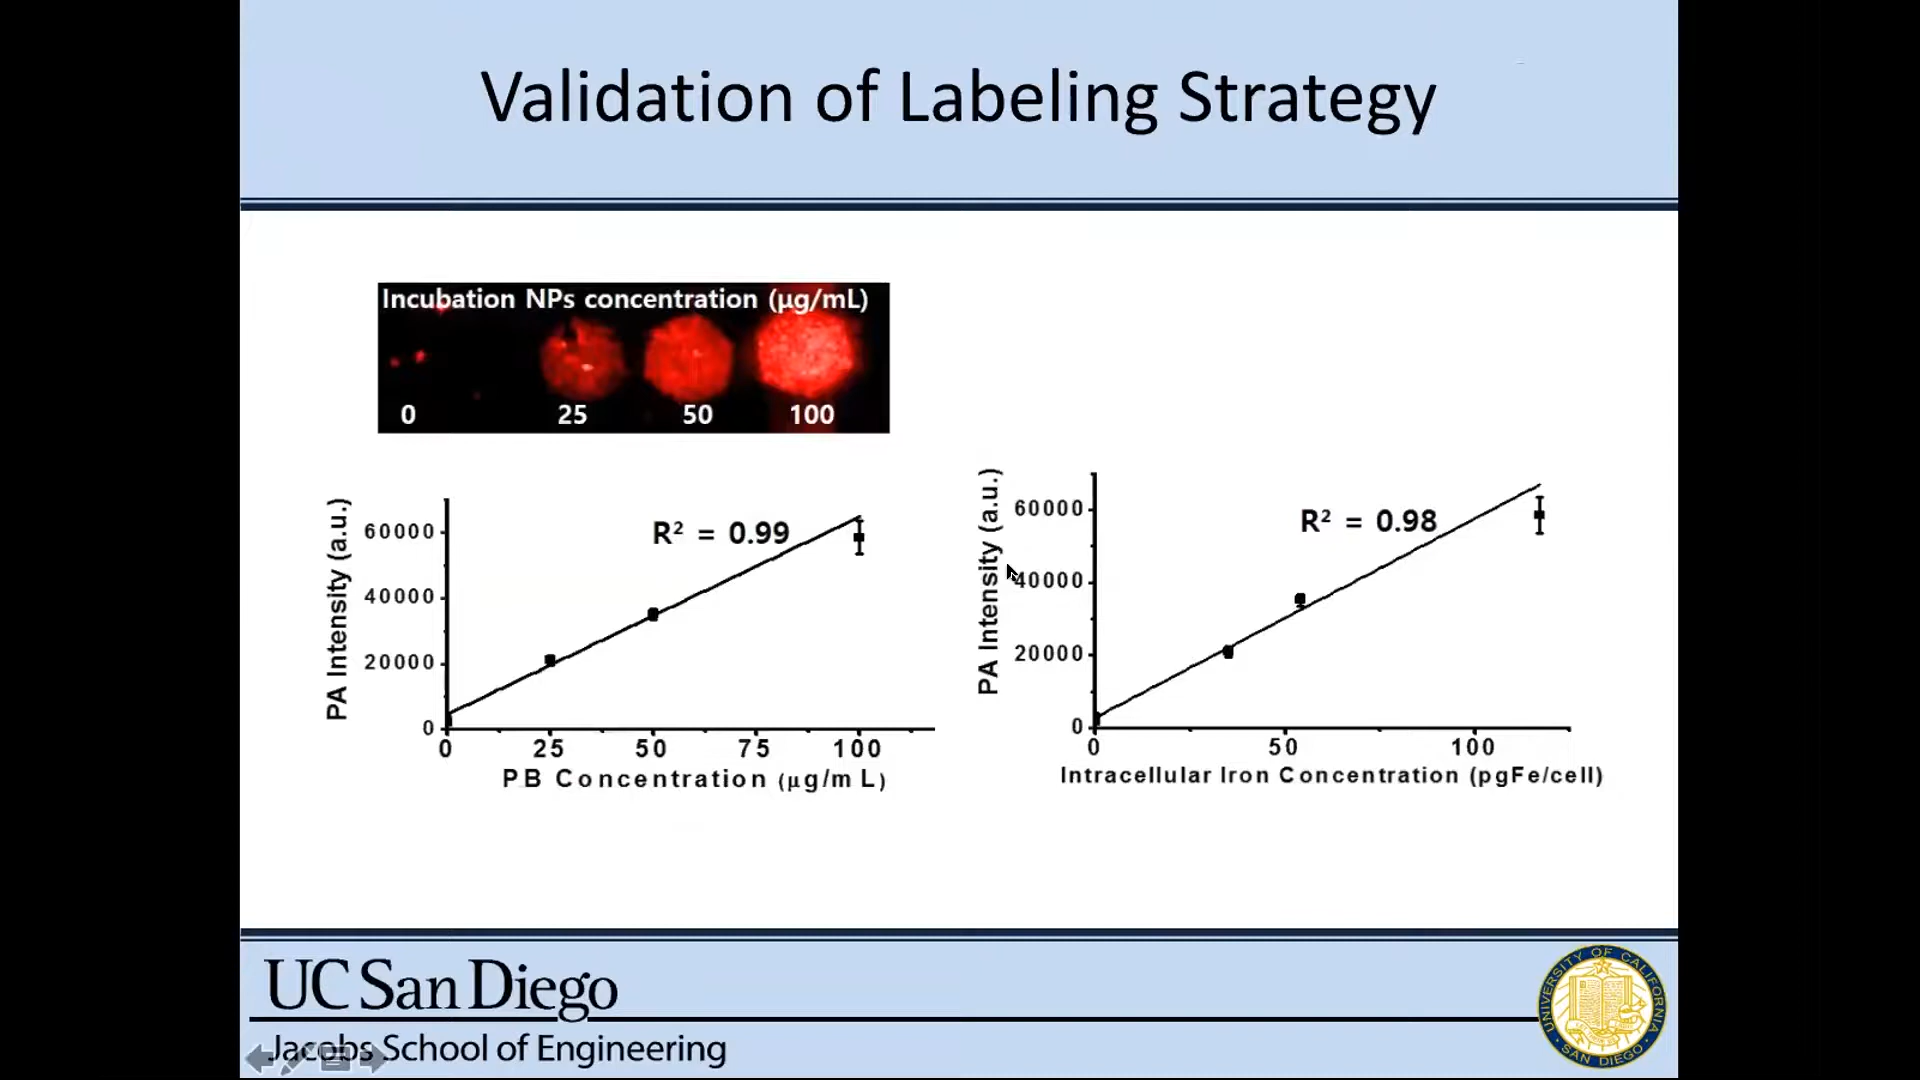 Validation of Labeling Strategy
Incubation NPs concentration (µg/mL)
0 25 50 100
PA Intensity (a.u.)
60000
40000
20000
0
R² = 0.99
0 25 50 75 100
PB Concentration (µg/mL)
PA Intensity (a.u.)
60000
40000
20000
0
R² = 0.98
0 50 100
Intracellular Iron Concentration (pgFe/cell)
UC San Diego
Jacobs School of Engineering
UNIVERSITY OF CALIFORNIA
SAN DIEGO